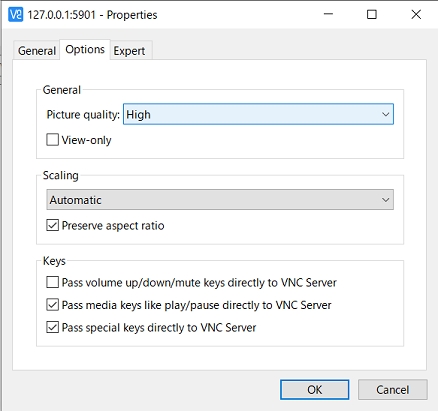 127.0.0.1:5901 - Properties
General Options Expert
General
Picture quality: High
View-only
Scaling
Automatic
Preserve aspect ratio
Keys
Pass volume up/down/mute keys directly to VNC Server
Pass media keys like play/pause directly to VNC Server
Pass special keys directly to VNC Server
OK Cancel